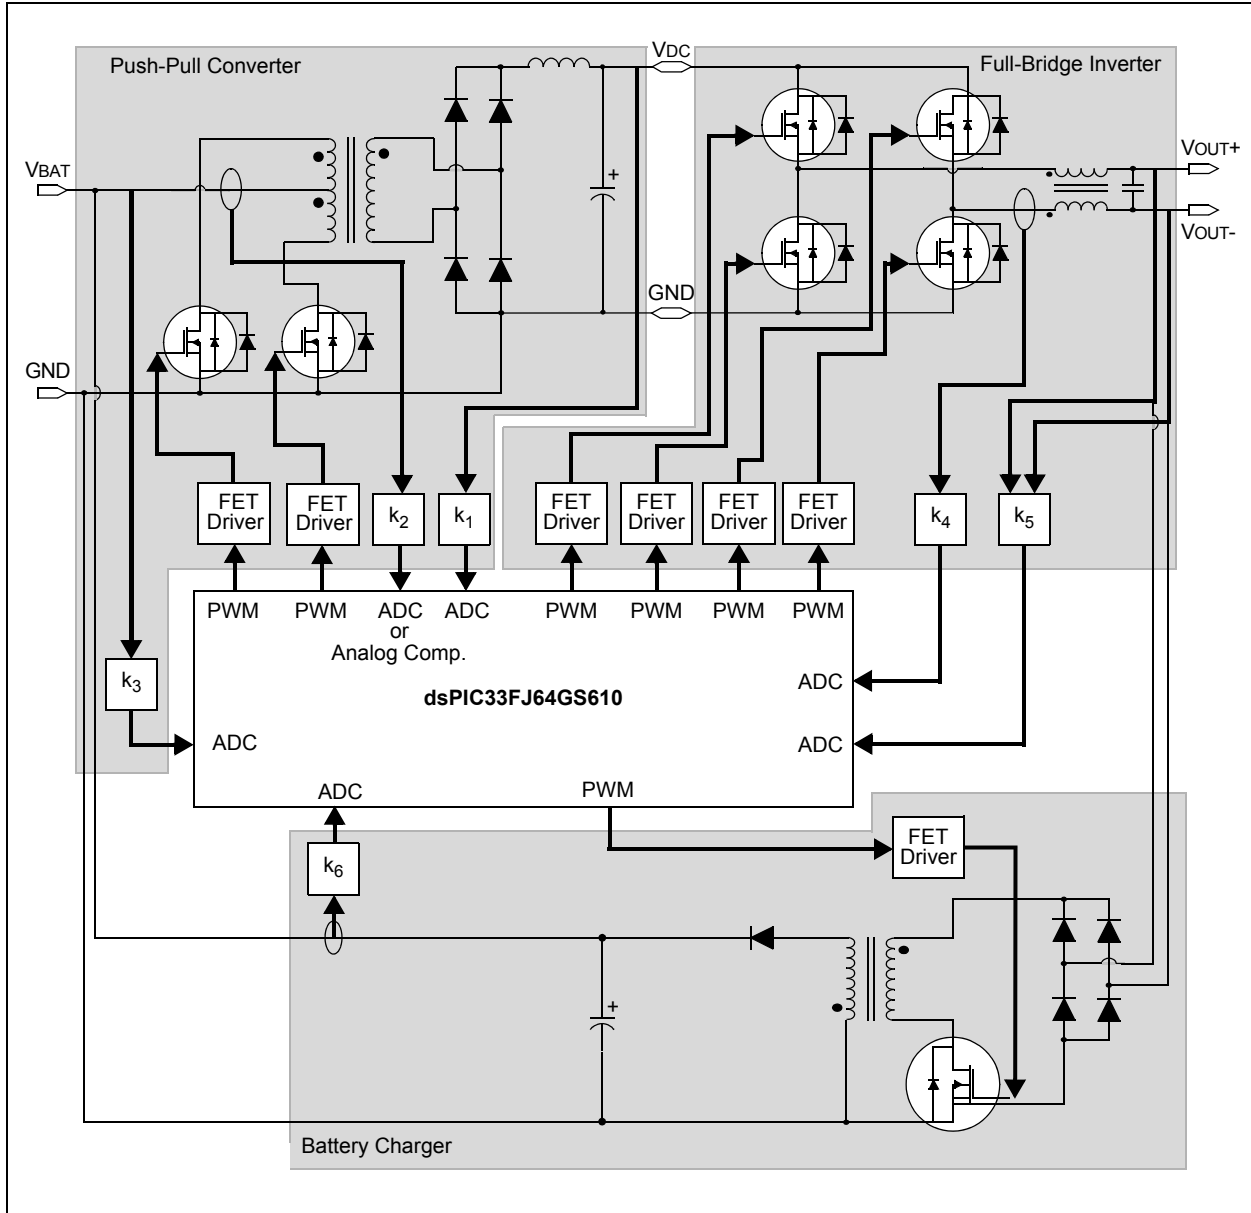 Push-Pull Converter
VDC
Full-Bridge Inverter
VOUT+
VBAT
+
VOUT-
GND
GND
FET
Driver
FET
Driver
k2
k1
FET
Driver
FET
Driver
FET
Driver
FET
Driver
k4
k5
PWM
PWM
ADC
or
Analog Comp.
ADC
PWM
PWM
PWM
PWM
k3
ADC
dsPIC33FJ64GS610
ADC
ADC
ADC
PWM
k6
FET
Driver
+
Battery Charger